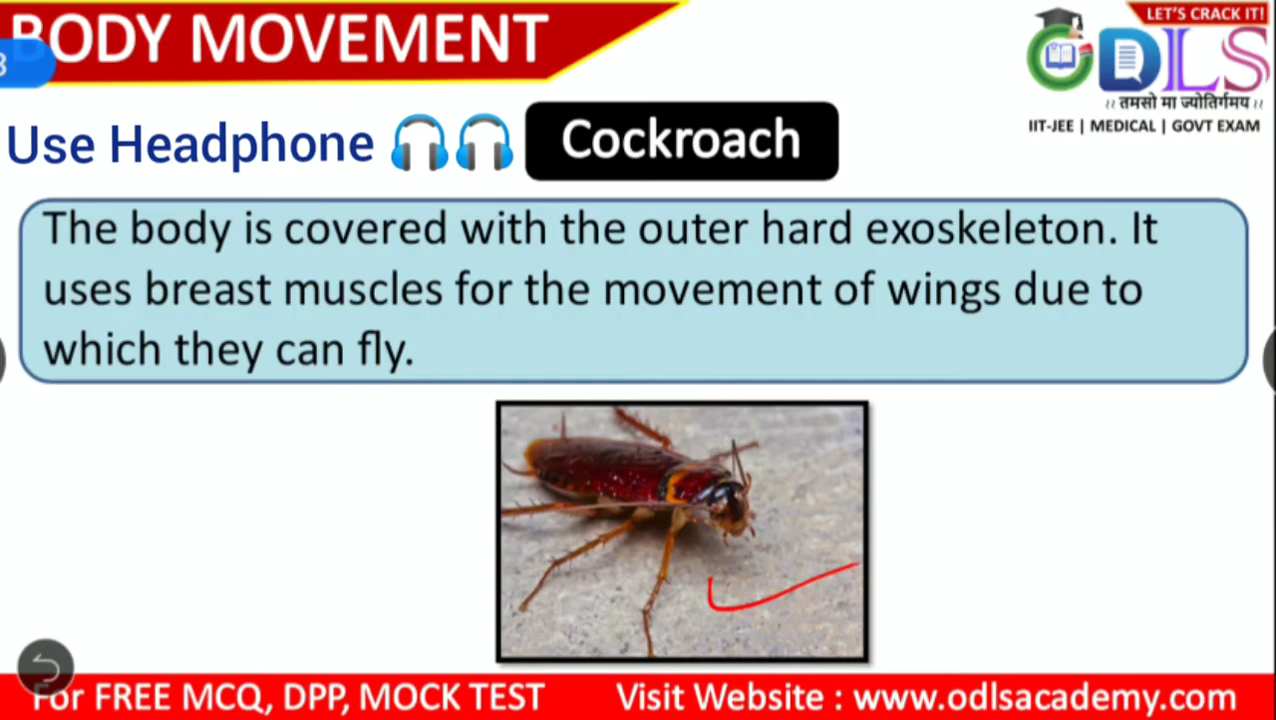 BODY MOVEMENT
3
LET'S CRACK IT!
ODLS
।। तमसो मा ज्योतिर्गमय ।।
IIT-JEE | MEDICAL | GOVT EXAM
Use Headphone 🎧🎧
Cockroach
The body is covered with the outer hard exoskeleton. It
uses breast muscles for the movement of wings due to
which they can fly.
For FREE MCQ, DPP, MOCK TEST Visit Website : www.odlsacademy.com